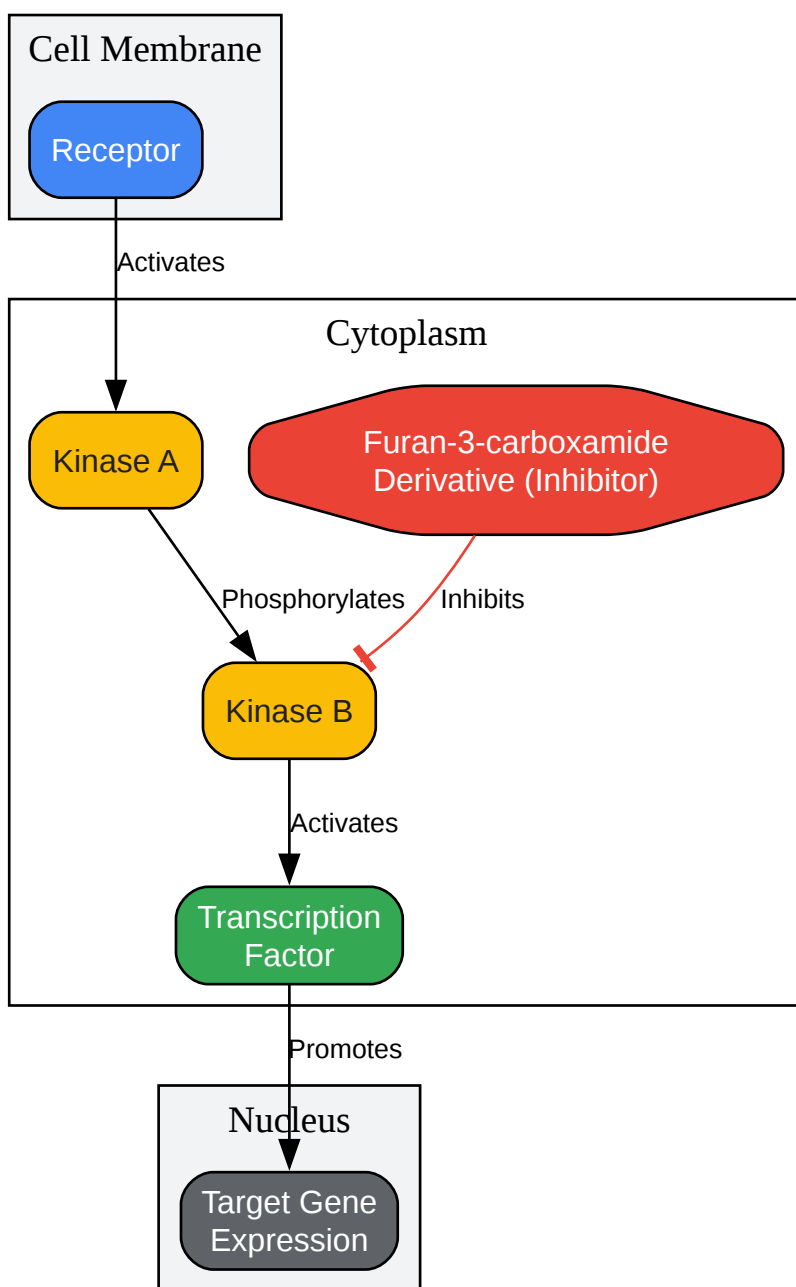 Cell Membrane
Receptor
Activates
Cytoplasm
Kinase A
Furan-3-carboxamide
Derivative (Inhibitor)
Phosphorylates
Inhibits
Kinase B
Activates
Transcription
Factor
Promotes
Nucleus
Target Gene
Expression